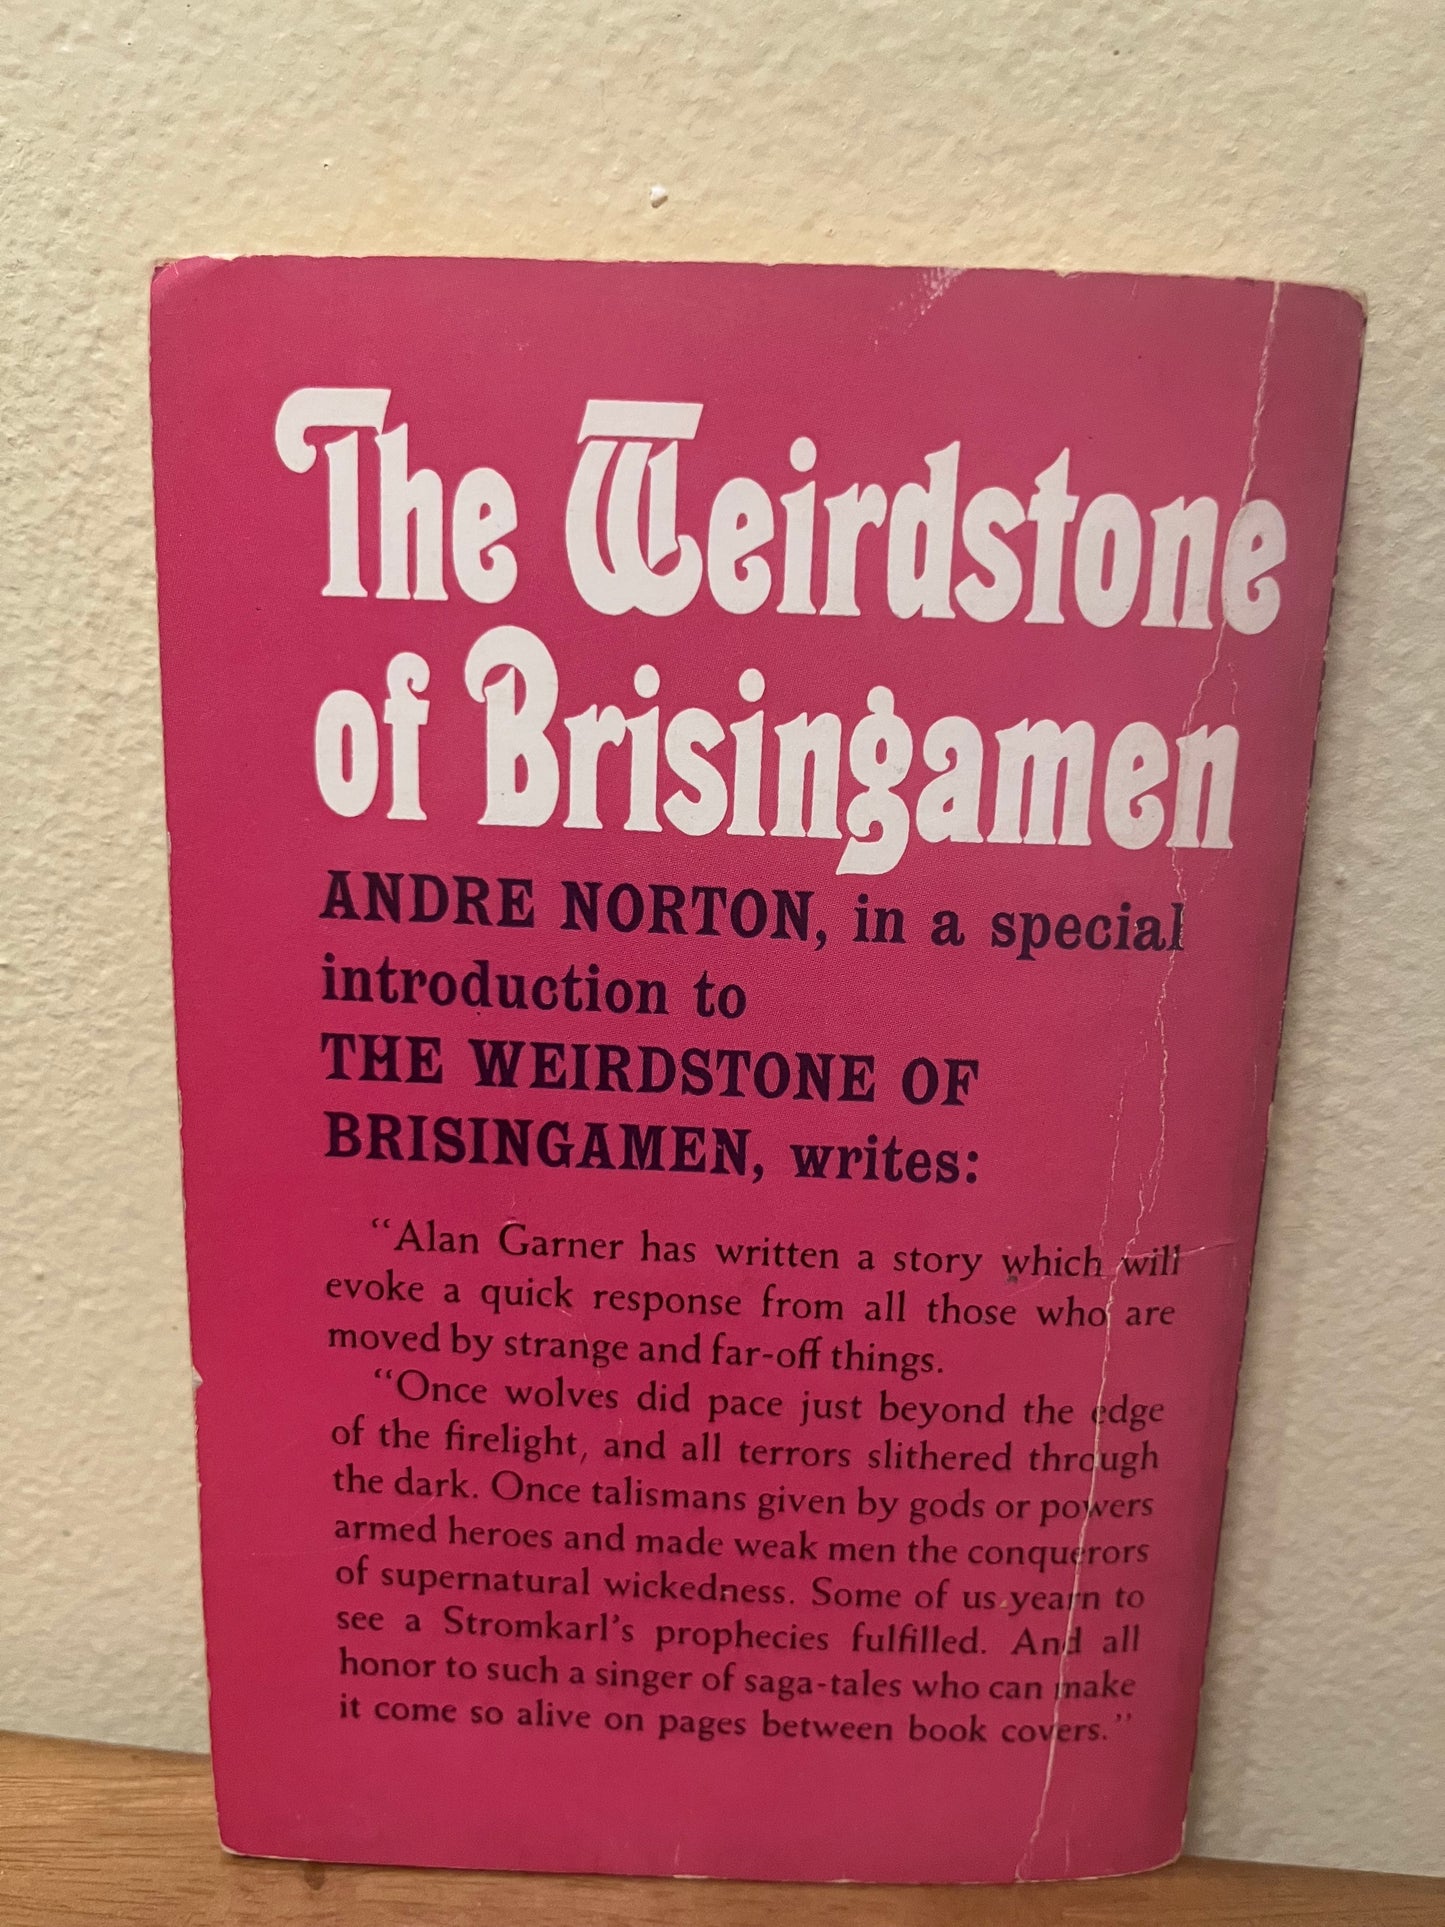 The Weirdstone
of Brisingamen
ANDRE NORTON, in a special
introduction to
THE WEIRDSTONE OF
BRISINGAMEN, writes:
“Alan Garner has written a story which will
evoke a quick response from all those who are
moved by strange and far-off things.
“Once wolves did pace just beyond the edge
of the firelight, and all terrors slithered through
the dark. Once talismans given by gods or powers
armed heroes and made weak men the conquerors
of supernatural wickedness. Some of us yearn to
see a Stromkarl’s prophecies fulfilled. And all
honor to such a singer of saga-tales who can make
it come so alive on pages between book covers.”